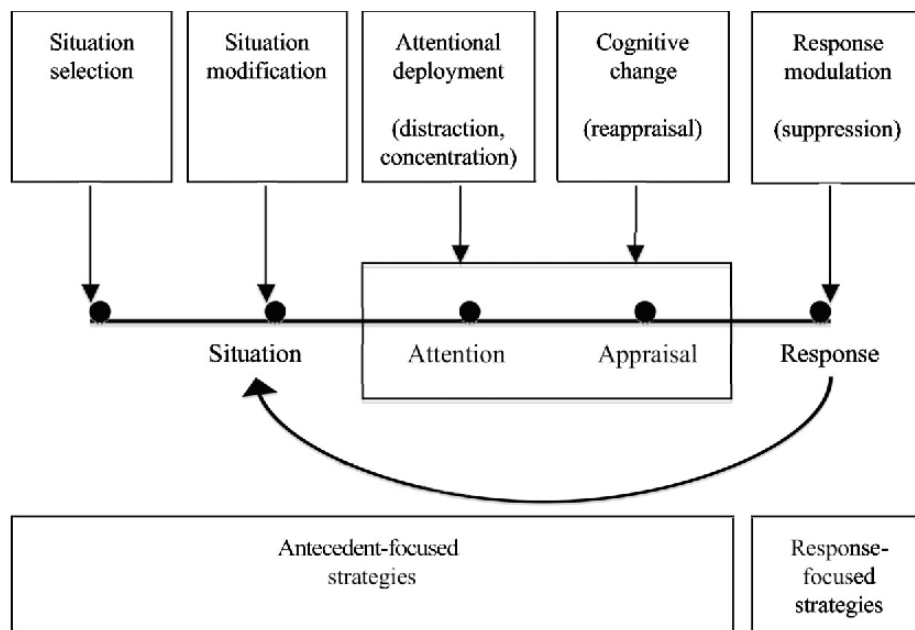 Situation
selection
Situation
modification
Attentional
deployment
(distraction,
concentration)
Cognitive
change
(reappraisal)
Response
modulation
(suppression)
Situation
Attention
Appraisal
Response
Antecedent-focused
strategies
Response-
focused
strategies